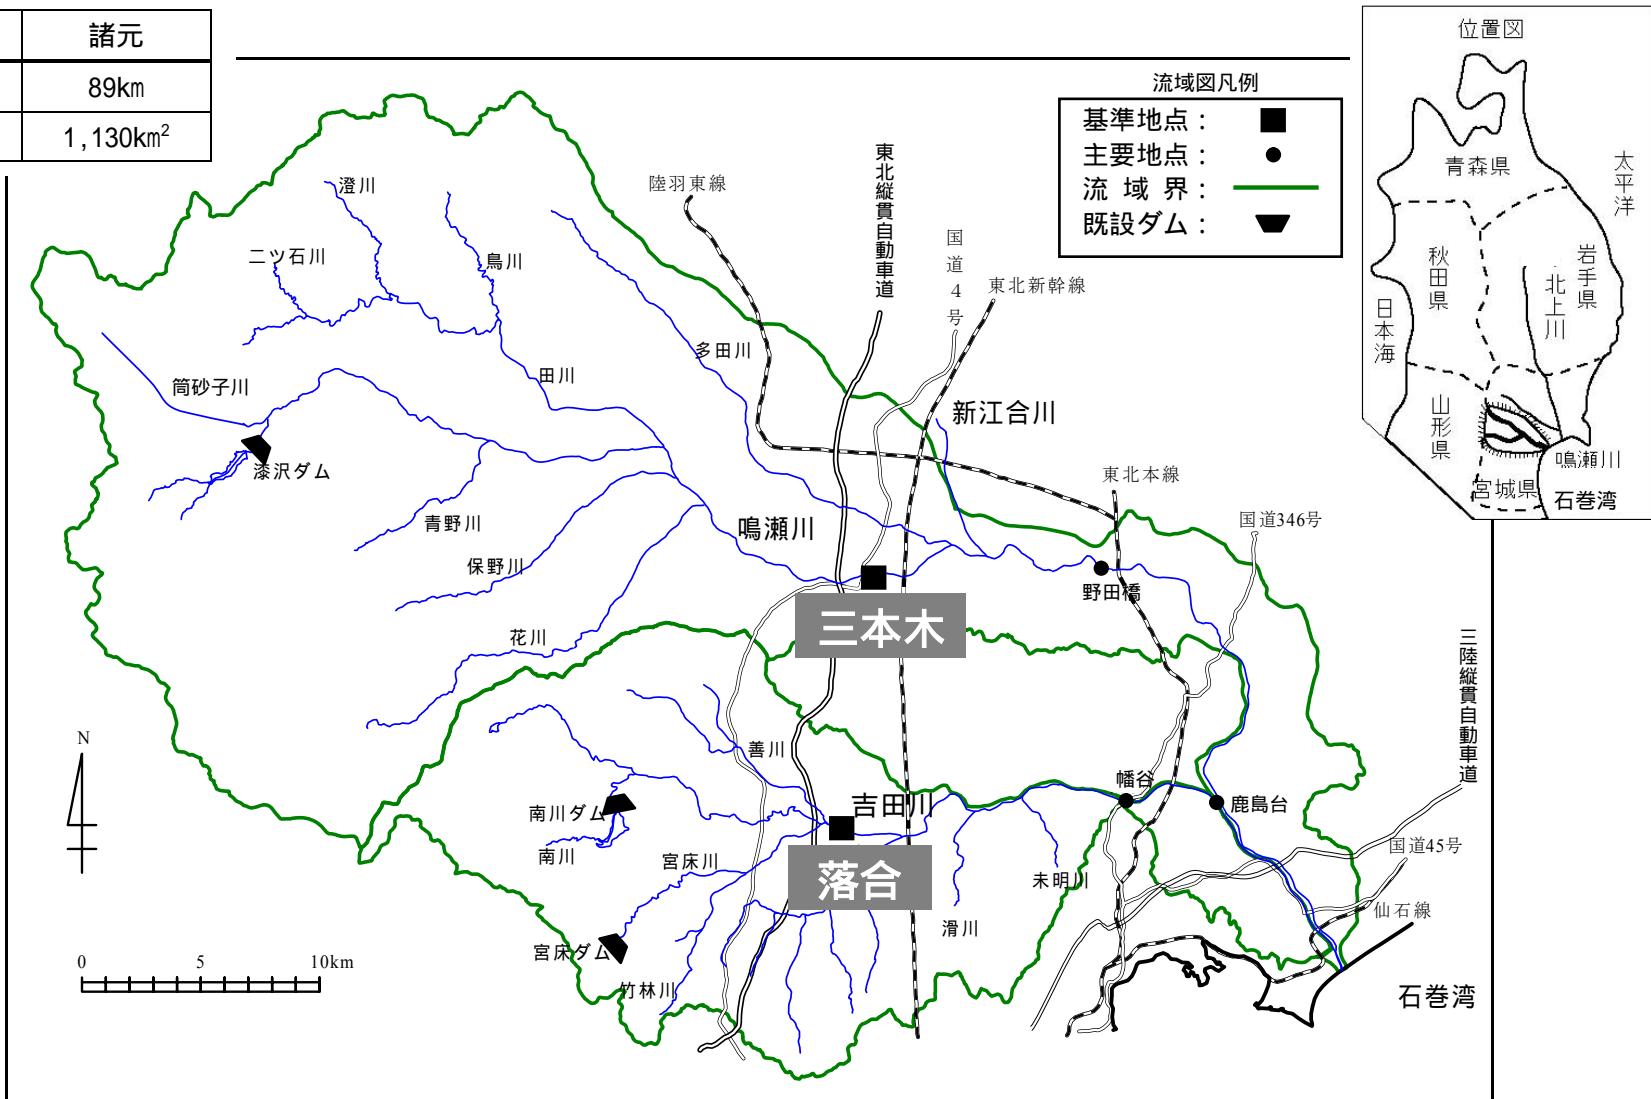 諸元
89km
1,130km²
流域図凡例
基準地点：
主要地点：
流域界：
既設ダム：
位置図
青森県
太平洋
秋田県
岩手県
北上川
日本海
山形県
宮城県
鳴瀬川
石巻湾
陸羽東線
東北縦貫自動車道
国道4号
東北新幹線
澄川
二ツ石川
鳥川
多田川
田川
筒砂子川
新江合川
漆沢ダム
東北本線
青野川
鳴瀬川
国道346号
保野川
野田橋
三本木
花川
三陸縦貫自動車道
N
善川
幡谷
吉田川
鹿島台
南川ダム
南川
宮床川
落合
未明川
国道45号
仙石線
滑川
宮床ダム
竹林川
0 5 10km
石巻湾